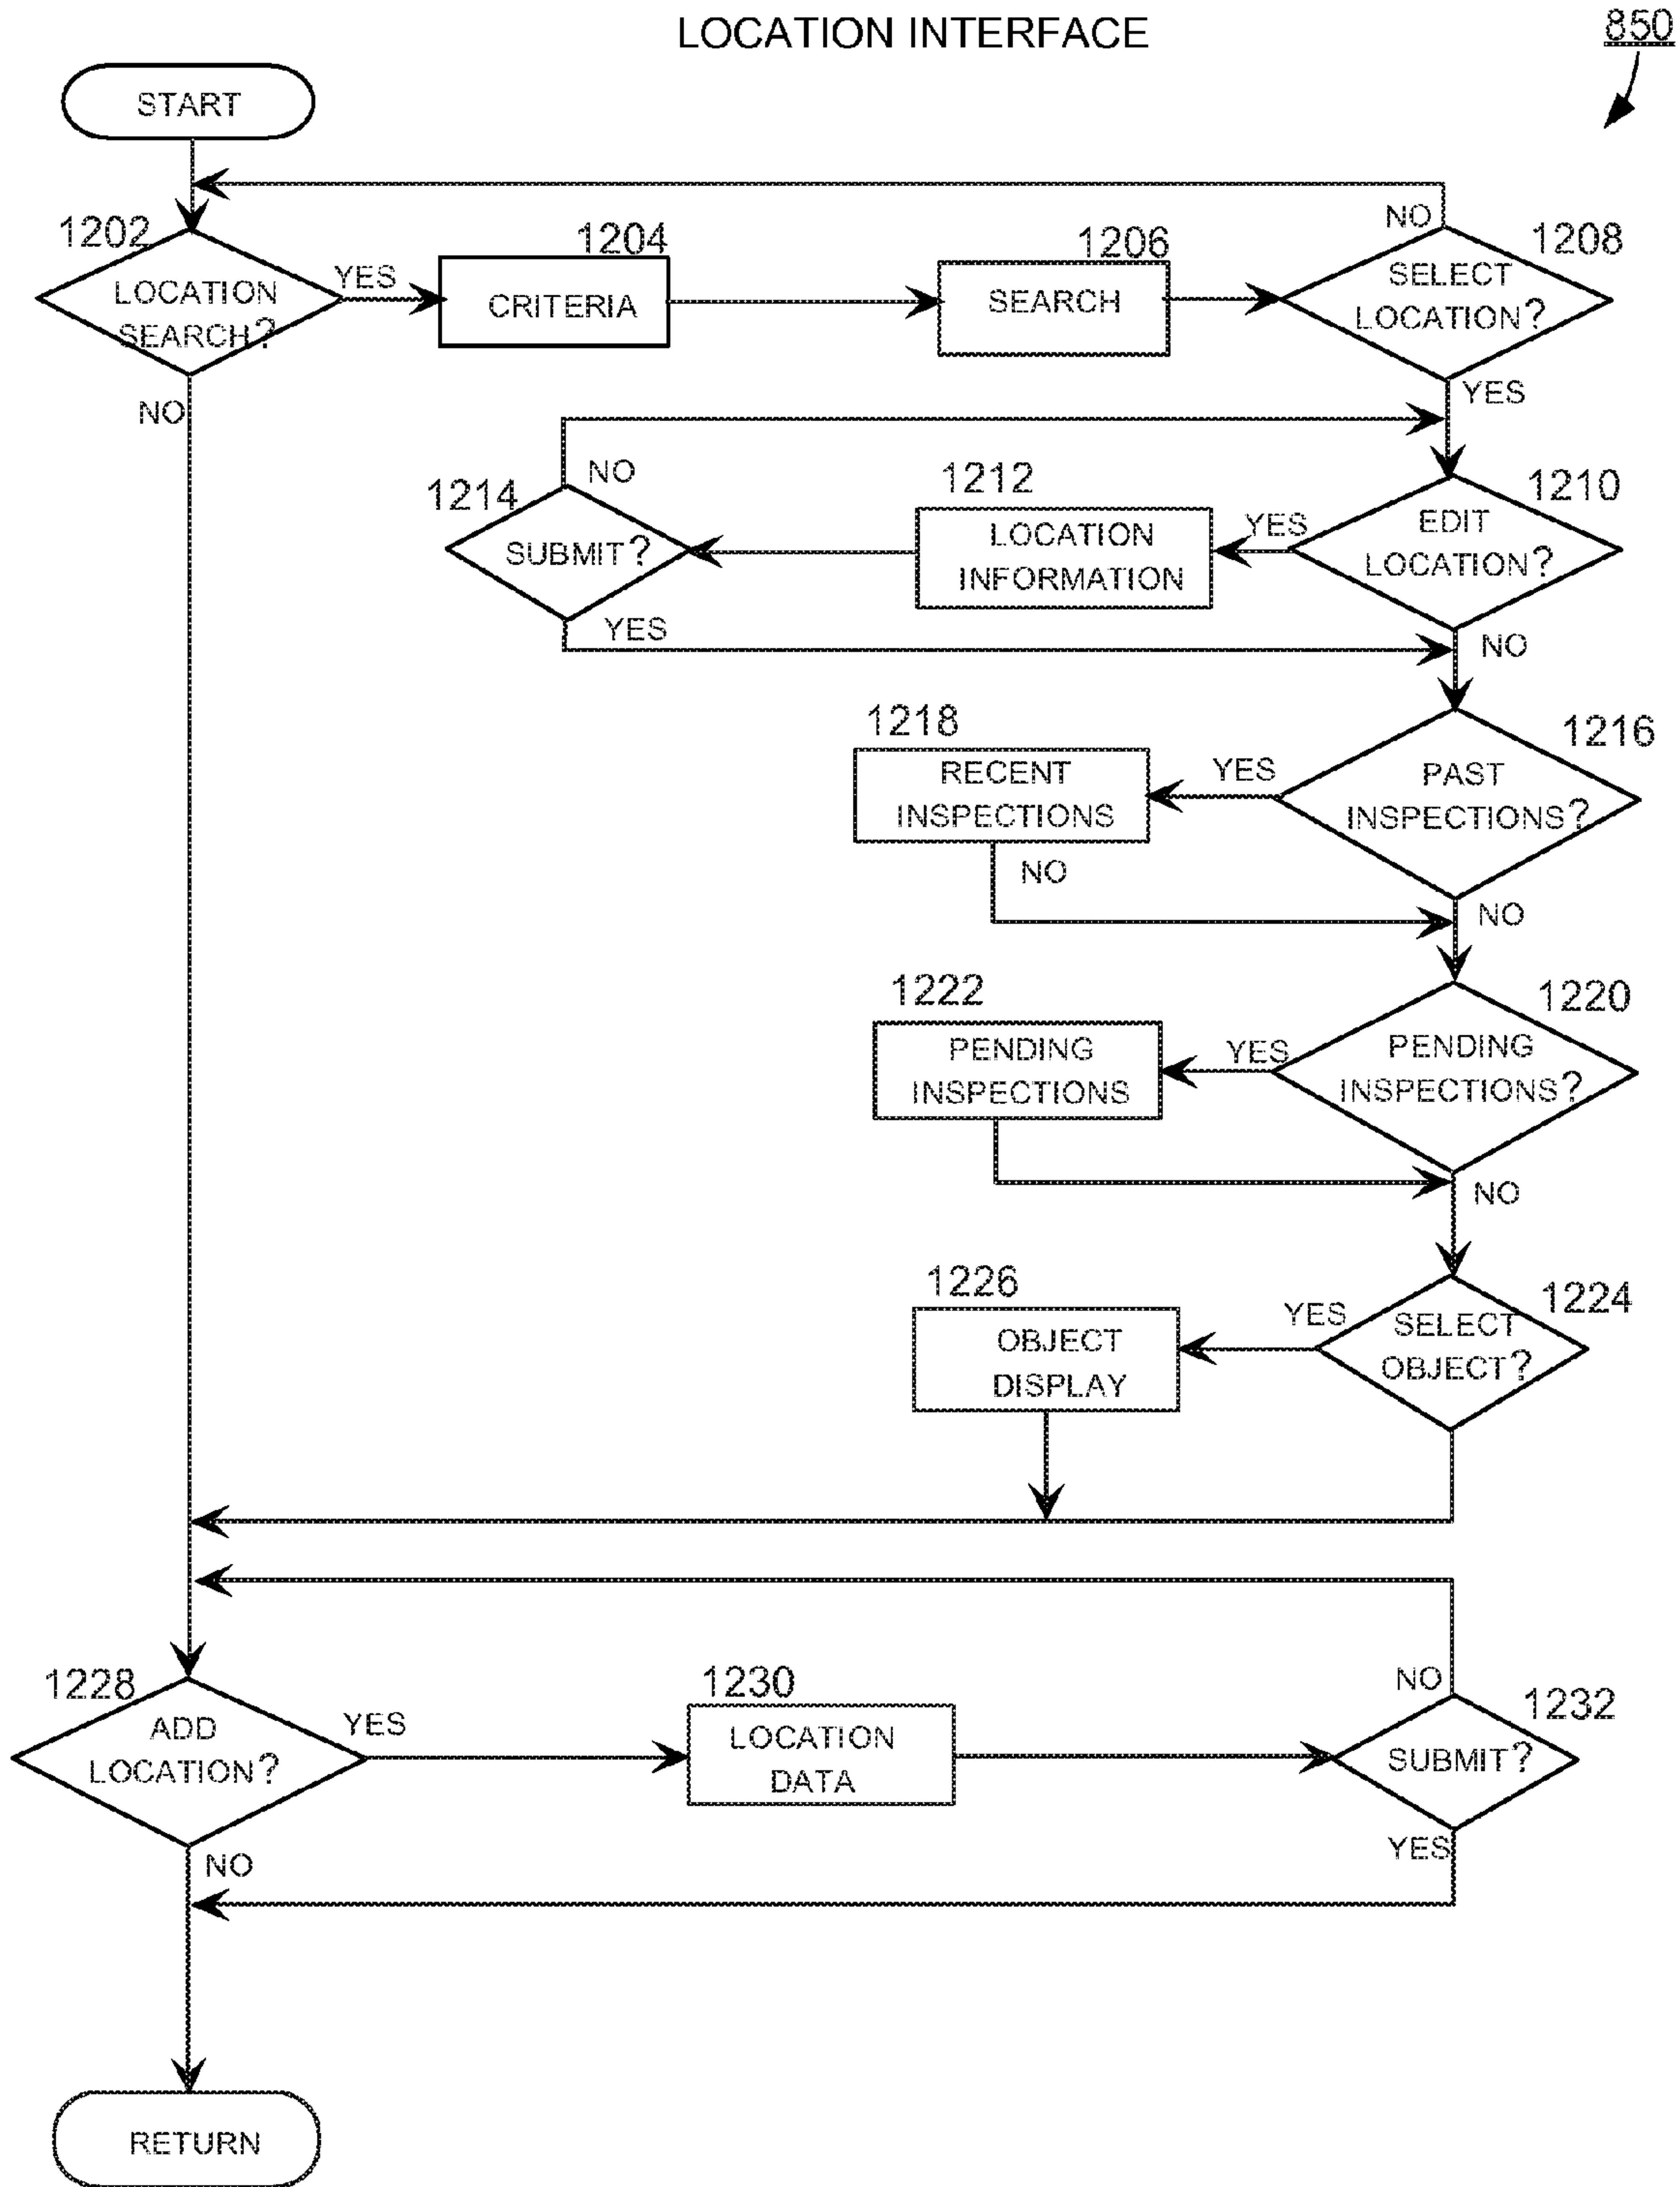 LOCATION INTERFACE
850
START
1202
LOCATION
SEARCH?
YES
NO
1204
CRITERIA
1206
SEARCH
NO
1208
SELECT
LOCATION?
YES
1214
NO
SUBMIT?
YES
1212
LOCATION
INFORMATION
YES
1210
EDIT
LOCATION?
NO
1218
RECENT
INSPECTIONS
NO
YES
1216
PAST
INSPECTIONS?
NO
1222
PENDING
INSPECTIONS
YES
1220
PENDING
INSPECTIONS?
NO
1226
OBJECT
DISPLAY
YES
1224
SELECT
OBJECT?
1228
ADD
LOCATION?
YES
NO
1230
LOCATION
DATA
NO
1232
SUBMIT?
YES
RETURN